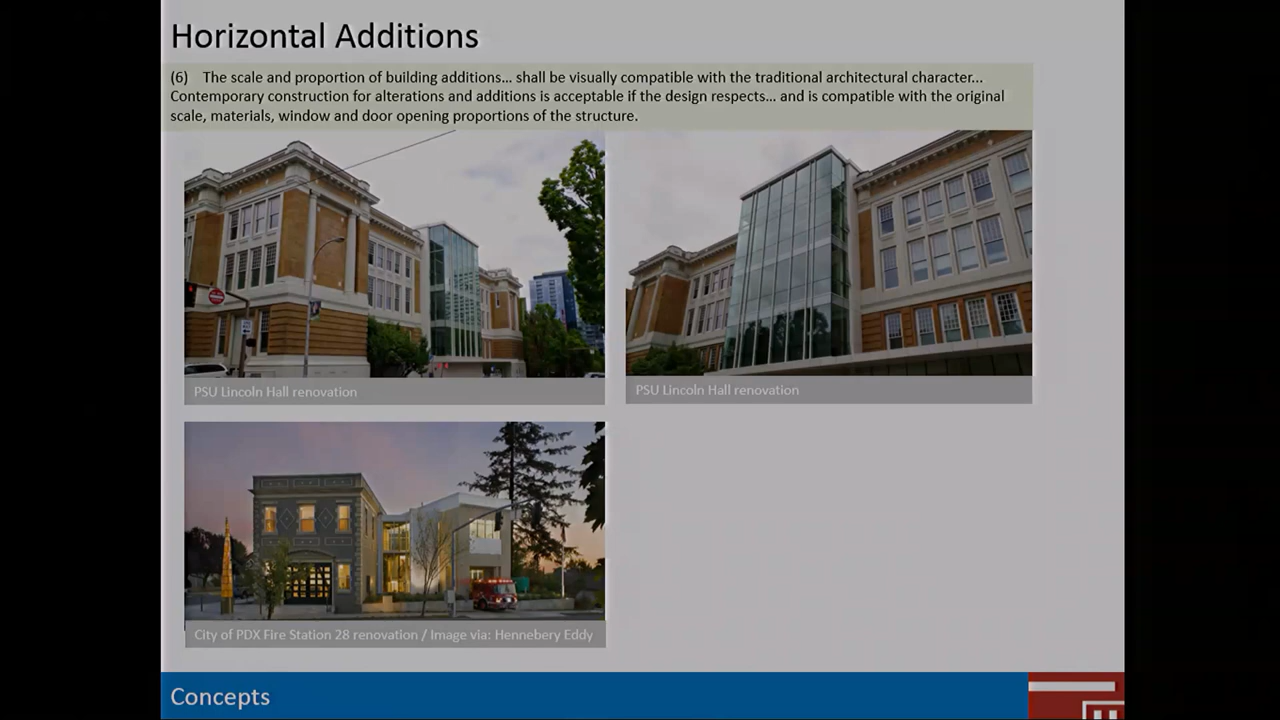 Horizontal Additions
(6) The scale and proportion of building additions... shall be visually compatible with the traditional architectural character...
Contemporary construction for alterations and additions is acceptable if the design respects... and is compatible with the original
scale, materials, window and door opening proportions of the structure.
PSU Lincoln Hall renovation
PSU Lincoln Hall renovation
City of PDX Fire Station 28 renovation / Image via: Hennebery Eddy
Concepts